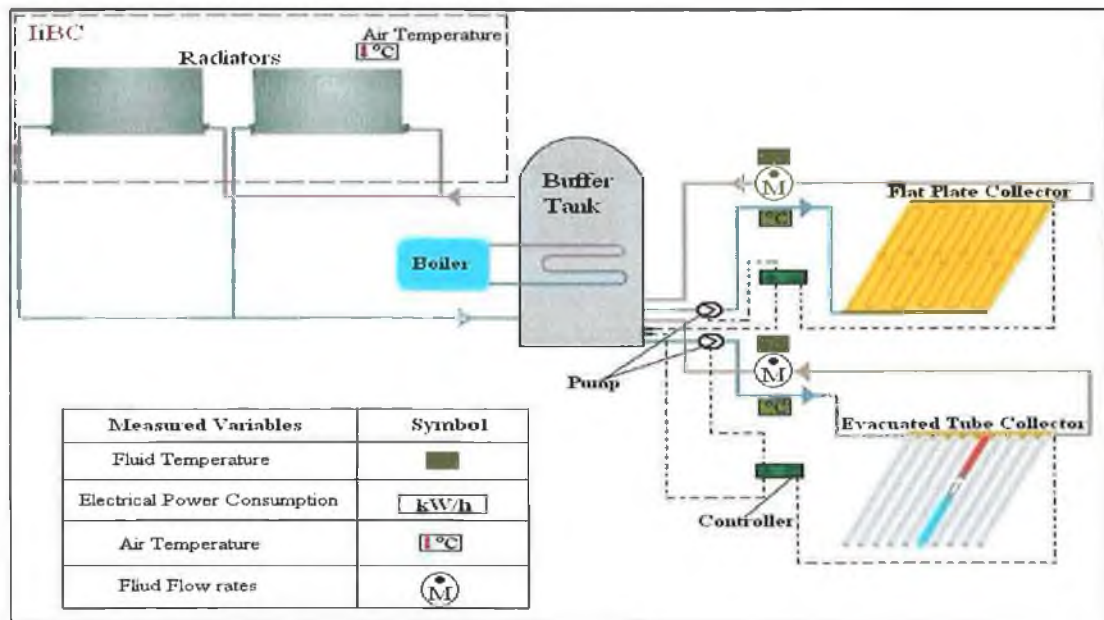 IiBC
Air Temperature
°C
Radiators
Buffer
Tank
M
Flat Plate Collector
°C
Boiler
Pump
M
°C
Evacuated Tube Collector
Controller
Measured Variables Symbol
Fluid Temperature
Electrical Power Consumption kW/h
Air Temperature °C
Fliud Flow rates M